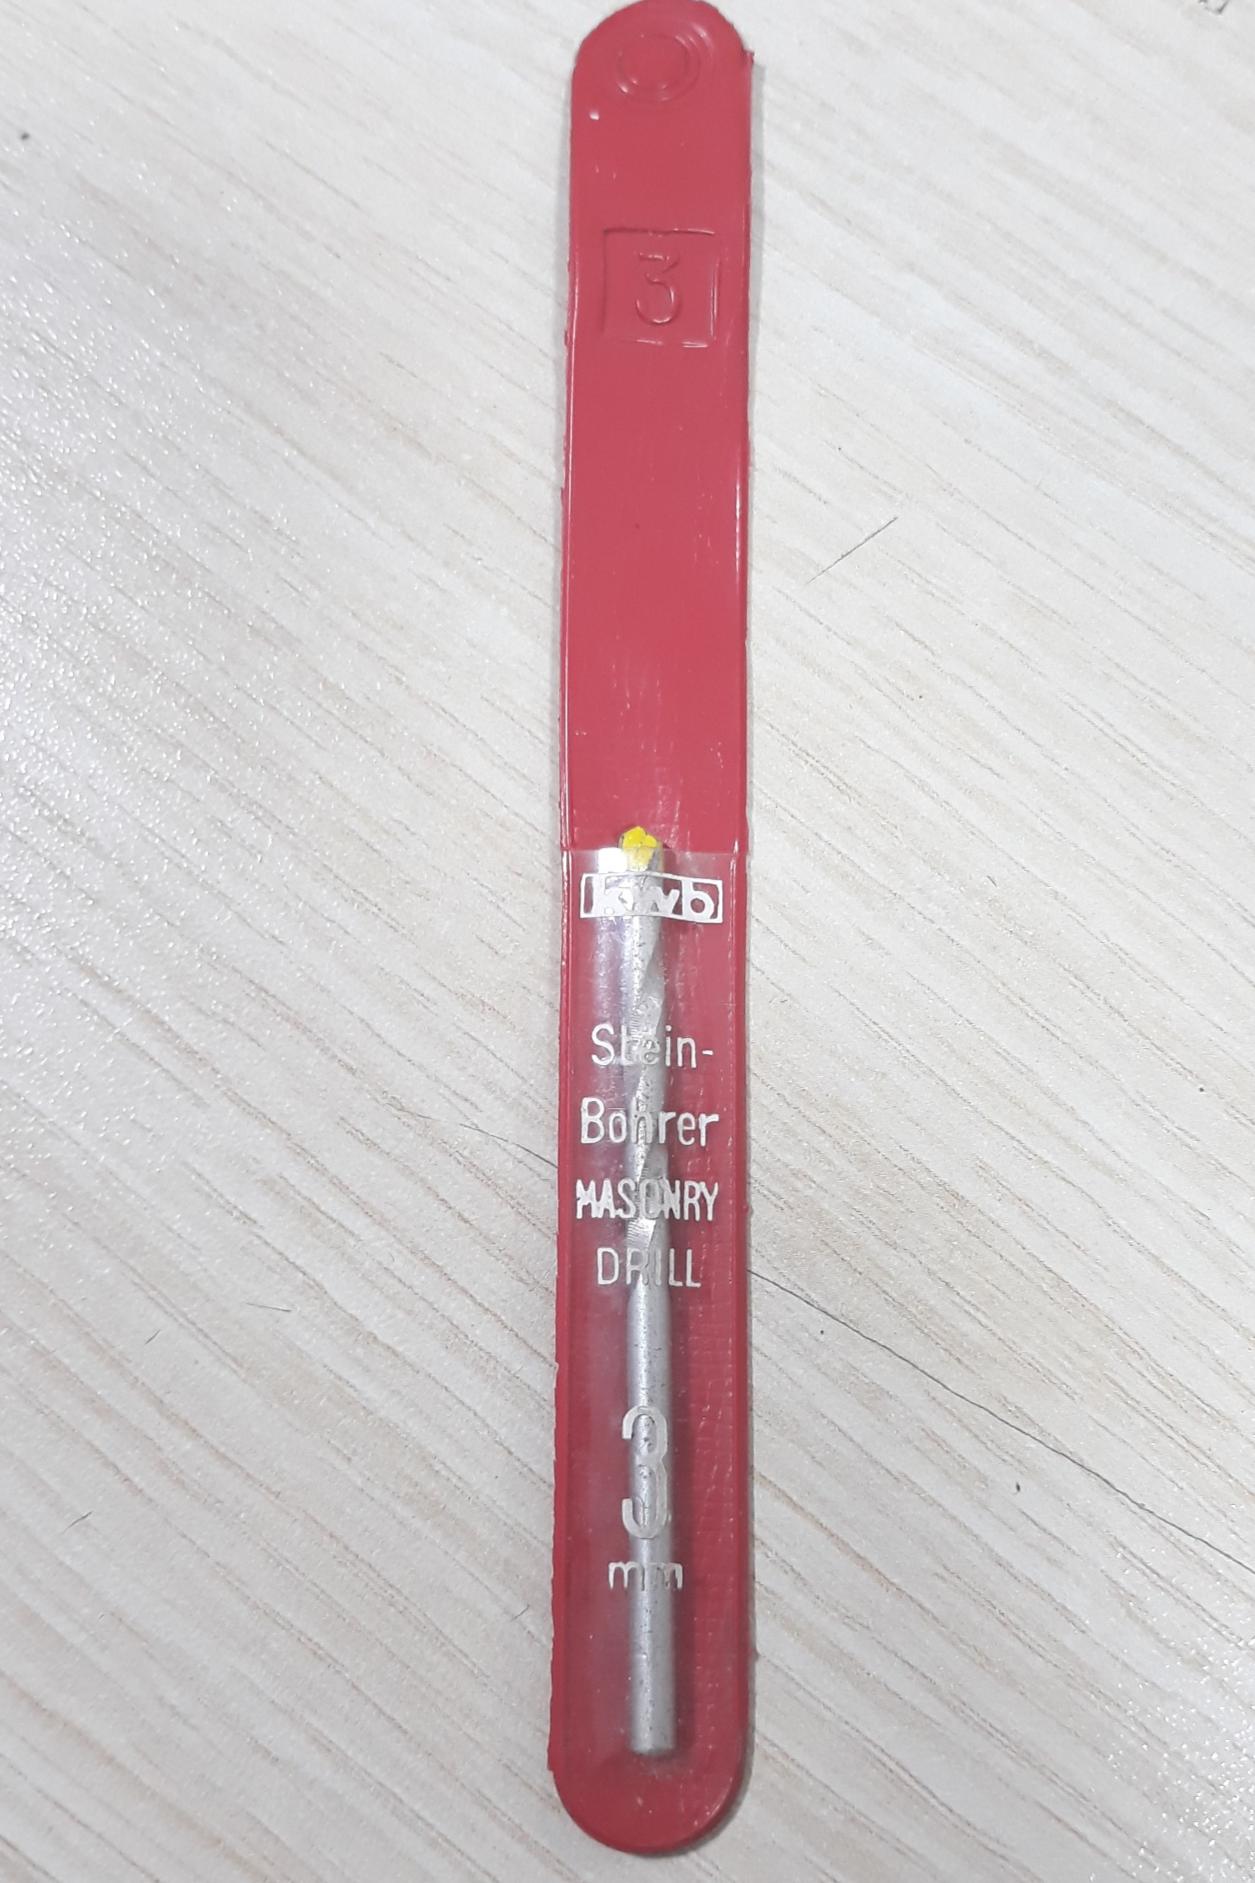 3
kwb
Stein-
Bohrer
MASONRY
DRILL
3
mm